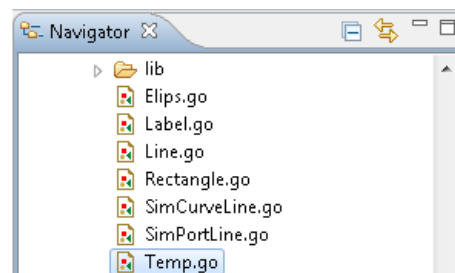 Navigator
lib
Elips.go
Label.go
Line.go
Rectangle.go
SimCurveLine.go
SimPortLine.go
Temp.go